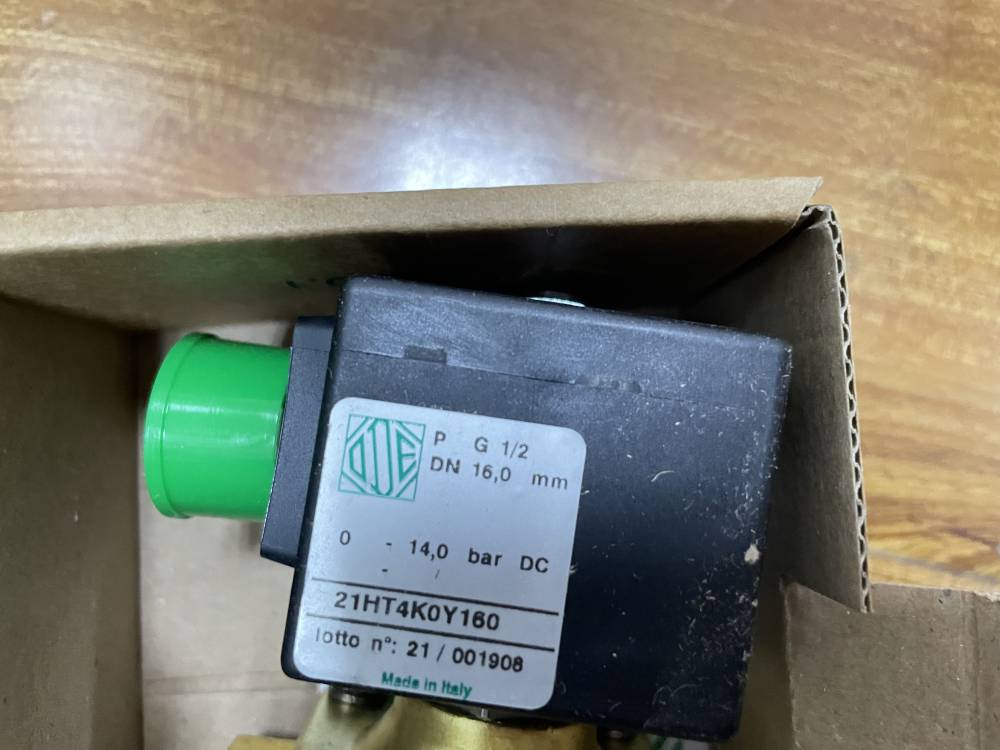 ODE
P G 1/2
DN 16,0 mm
0 - 14,0 bar DC
- /
21HT4K0Y160
lotto n°: 21 / 001908
Made in Italy